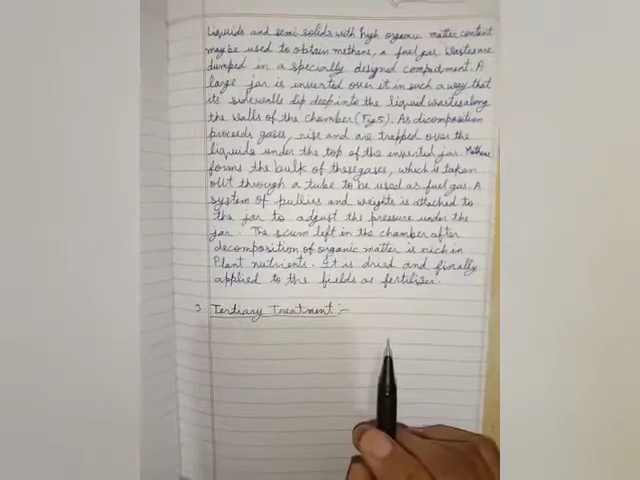 Liquids and semi solids with high organic matter content
may be used to obtain methene, a fuel gas. Wastes are
dumped in a specially designed compartment. A
large jar is inverted over it in such a way that
its sidewalls dip deep into the liquid wastes along
the walls of the chamber (Fig 5). As dicomposition
proceeds gases, rise and are trapped over the
liquids under the top of the inverted jar. Methene
forms the bulk of these gases, which is taken
out through a tube to be used as fuel gas. A
system of pullies and weights is attached to
the jar to adjust the pressure under the
jar. The scum left in the chamber after
decomposition of organic matter is rich in
Plant nutrients. It is dried and finally
applied to the fields as fertilizer.
3. Tertiary Treatment :-